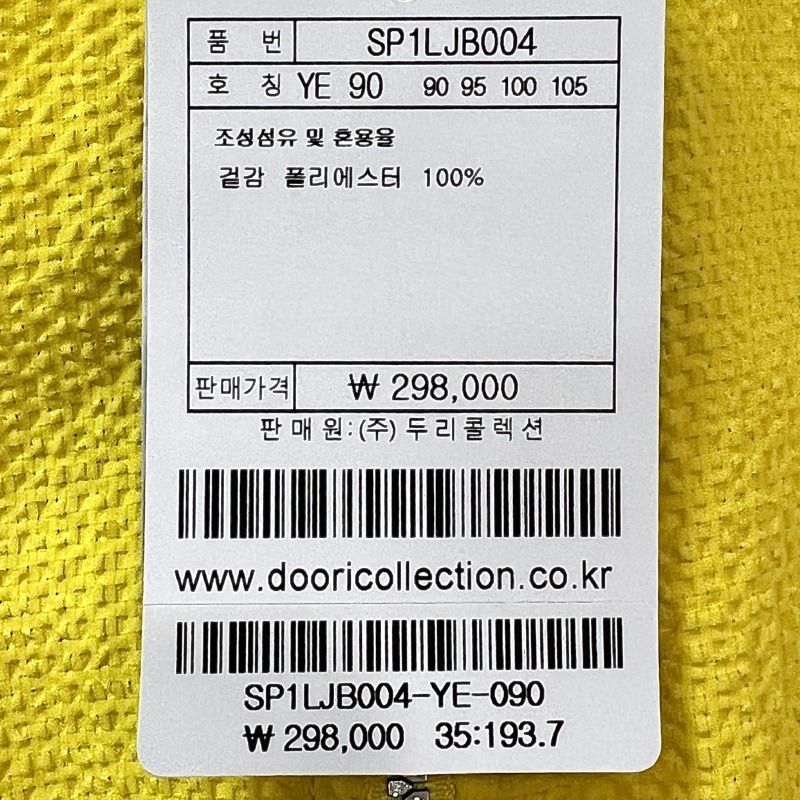 품 번 SP1LJB004
호 칭 YE 90 90 95 100 105
조성섬유 및 혼용율
겉감 폴리에스터 100%
판매가격 ₩ 298,000
판매원:(주)두리콜렉션
www.dooricollection.co.kr
SP1LJB004-YE-090
₩ 298,000 35:193.7